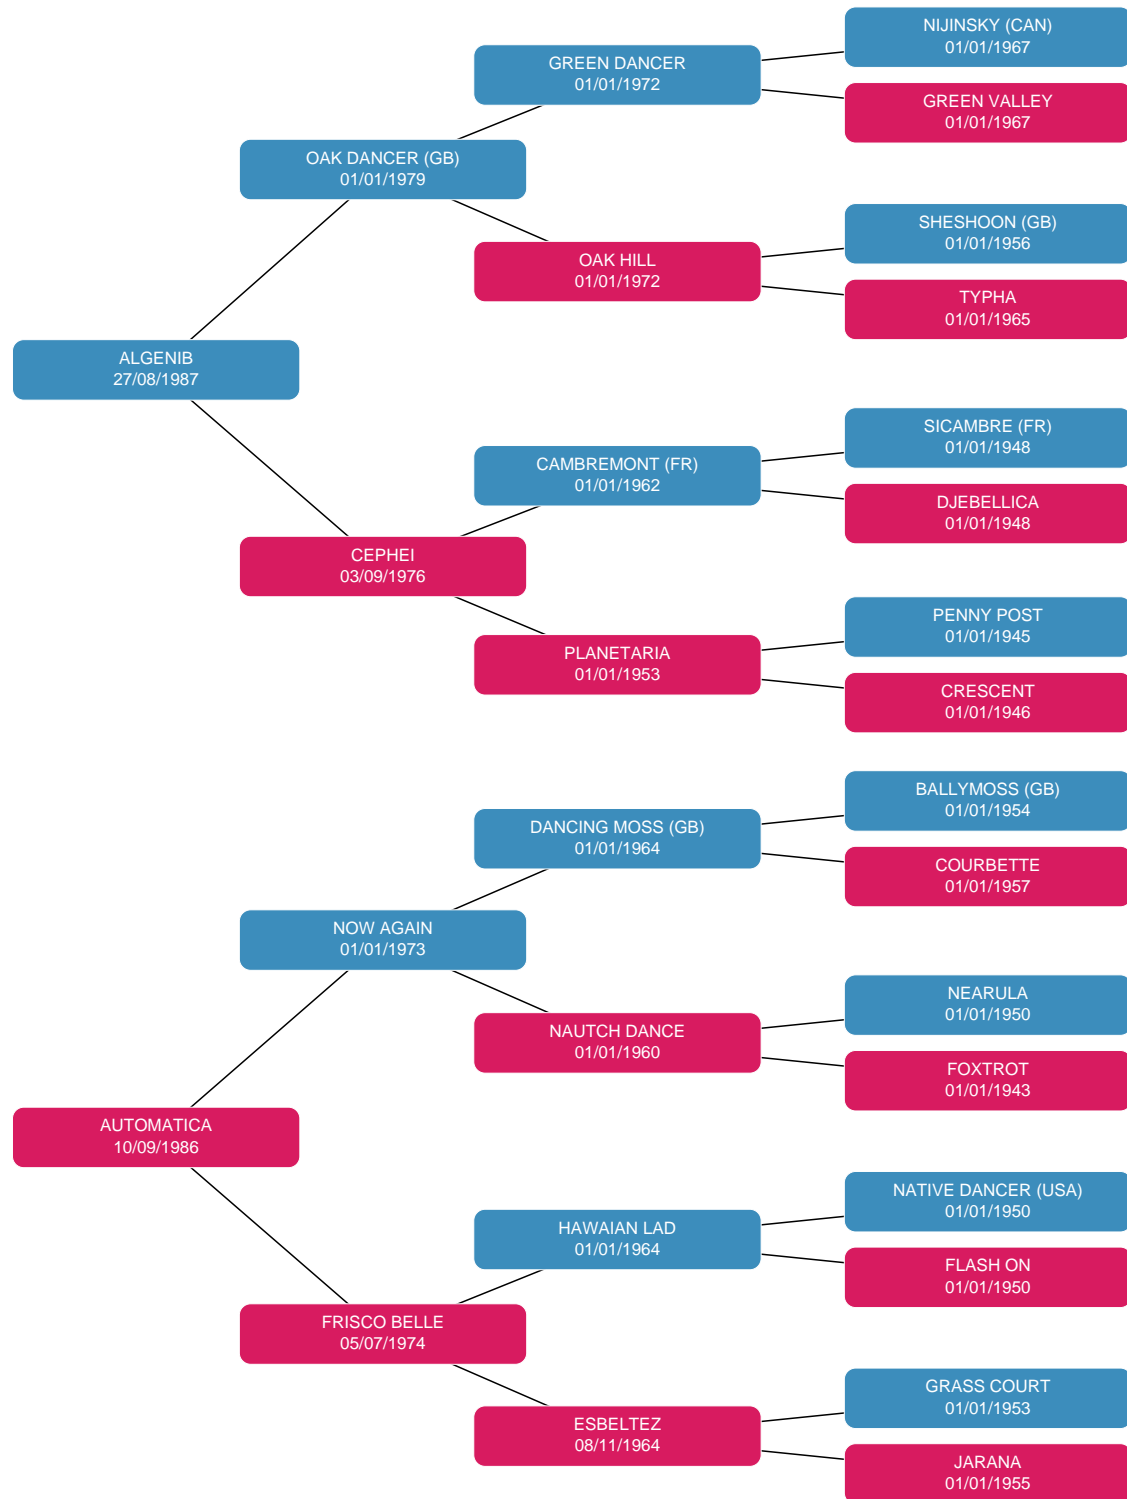 NIJINSKY (CAN)
01/01/1967
GREEN DANCER
01/01/1972
GREEN VALLEY
01/01/1967
OAK DANCER (GB)
01/01/1979
SHESHOON (GB)
01/01/1956
OAK HILL
01/01/1972
TYPHA
01/01/1965
ALGENIB
27/08/1987
SICAMBRE (FR)
01/01/1948
CAMBREMONT (FR)
01/01/1962
DJEBELLICA
01/01/1948
CEPHEI
03/09/1976
PENNY POST
01/01/1945
PLANETARIA
01/01/1953
CRESCENT
01/01/1946
BALLYMOSS (GB)
01/01/1954
DANCING MOSS (GB)
01/01/1964
COURBETTE
01/01/1957
NOW AGAIN
01/01/1973
NEARULA
01/01/1950
NAUTCH DANCE
01/01/1960
FOXTROT
01/01/1943
AUTOMATICA
10/09/1986
NATIVE DANCER (USA)
01/01/1950
HAWAIAN LAD
01/01/1964
FLASH ON
01/01/1950
FRISCO BELLE
05/07/1974
GRASS COURT
01/01/1953
ESBELTEZ
08/11/1964
JARANA
01/01/1955